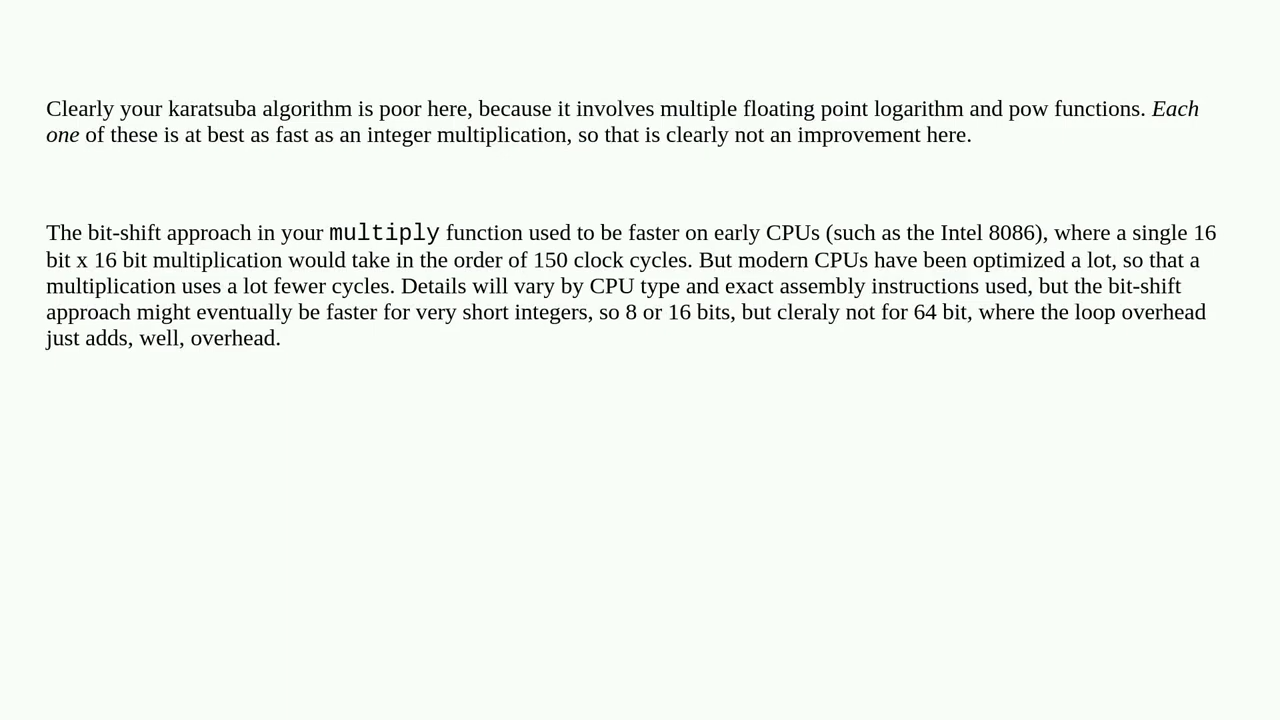 Clearly your karatsuba algorithm is poor here, because it involves multiple floating point logarithm and pow functions. Each
one of these is at best as fast as an integer multiplication, so that is clearly not an improvement here.
The bit-shift approach in your multiply function used to be faster on early CPUs (such as the Intel 8086), where a single 16
bit x 16 bit multiplication would take in the order of 150 clock cycles. But modern CPUs have been optimized a lot, so that a
multiplication uses a lot fewer cycles. Details will vary by CPU type and exact assembly instructions used, but the bit-shift
approach might eventually be faster for very short integers, so 8 or 16 bits, but cleraly not for 64 bit, where the loop overhead
just adds, well, overhead.